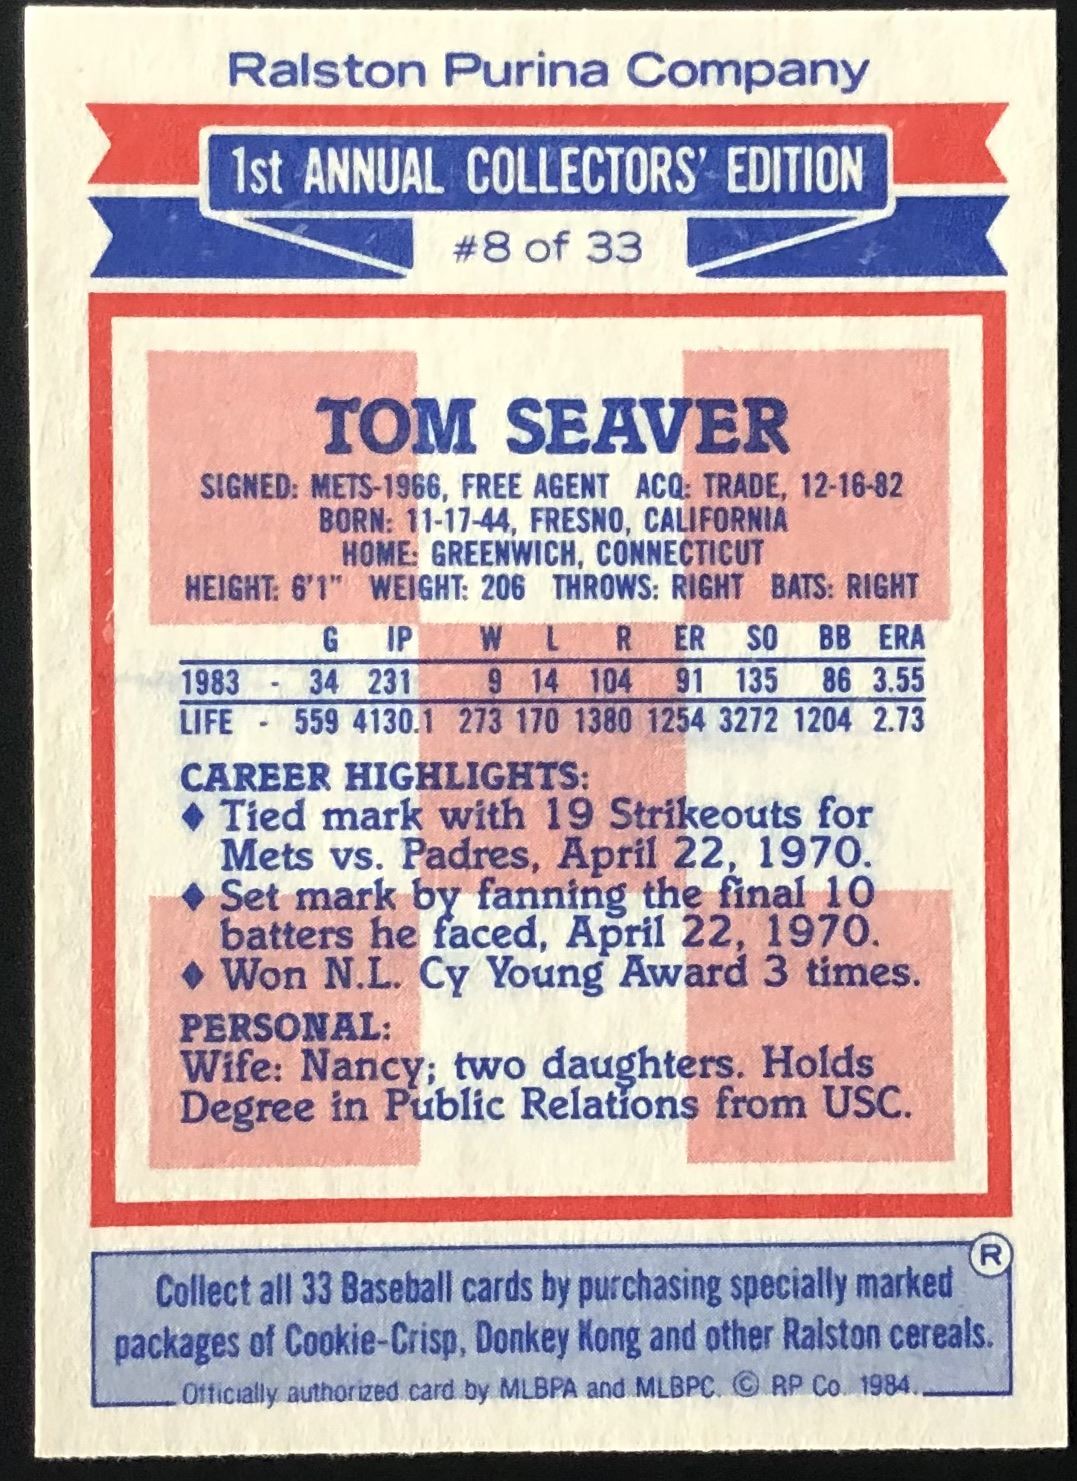 Ralston Purina Company
1st ANNUAL COLLECTORS' EDITION
#8 of 33
TOM SEAVER
SIGNED: METS-1966, FREE AGENT ACQ: TRADE, 12-16-82
BORN: 11-17-44, FRESNO, CALIFORNIA
HOME: GREENWICH, CONNECTICUT
HEIGHT: 6'1" WEIGHT: 206 THROWS: RIGHT BATS: RIGHT
G IP W L R ER SO BB ERA
1983 - 34 231 9 14 104 91 135 86 3.55
LIFE - 559 4130.1 273 170 1380 1254 3272 1204 2.73
CAREER HIGHLIGHTS:
♦ Tied mark with 19 Strikeouts for
Mets vs. Padres, April 22, 1970.
♦ Set mark by fanning the final 10
batters he faced, April 22, 1970.
♦ Won N.L. Cy Young Award 3 times.
PERSONAL:
Wife: Nancy; two daughters. Holds
Degree in Public Relations from USC.
®
Collect all 33 Baseball cards by purchasing specially marked
packages of Cookie-Crisp, Donkey Kong and other Ralston cereals.
Officially authorized card by MLBPA and MLBPC. © RP Co. 1984.